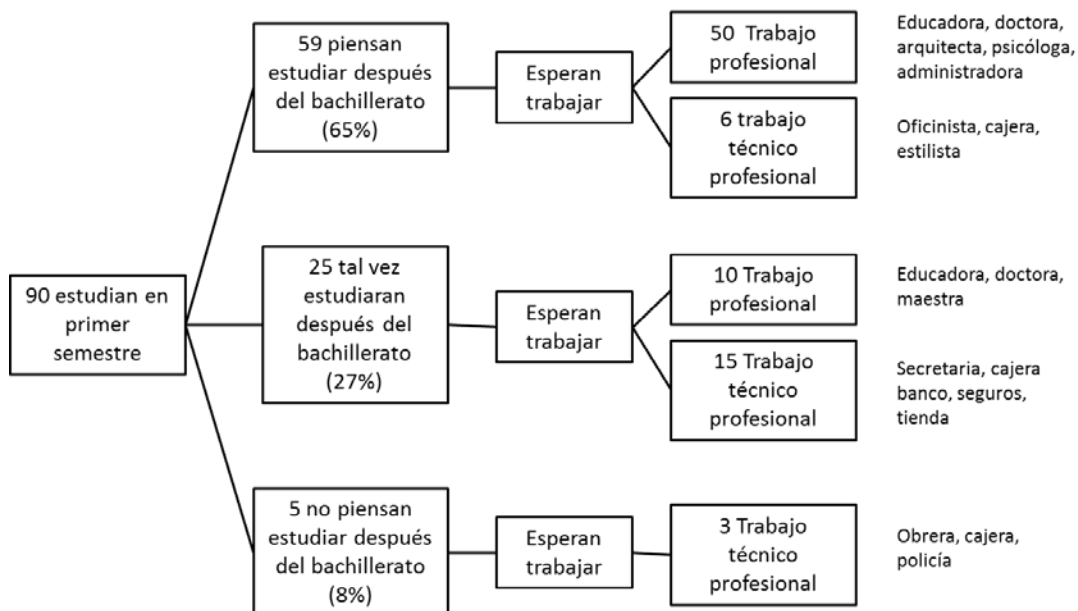 90 estudian en
primer
semestre
59 piensan
estudiar después
del bachillerato
(65%)
Esperan
trabajar
50 Trabajo
profesional
Educadora, doctora,
arquitecta, psicóloga,
administradora
6 trabajo
técnico
profesional
Oficinista, cajera,
estilista
25 tal vez
estudiaran
después del
bachillerato
(27%)
Esperan
trabajar
10 Trabajo
profesional
Educadora, doctora,
maestra
15 Trabajo
técnico
profesional
Secretaria, cajera
banco, seguros,
tienda
5 no piensan
estudiar después
del bachillerato
(8%)
Esperan
trabajar
3 Trabajo
técnico
profesional
Obrera, cajera,
policía